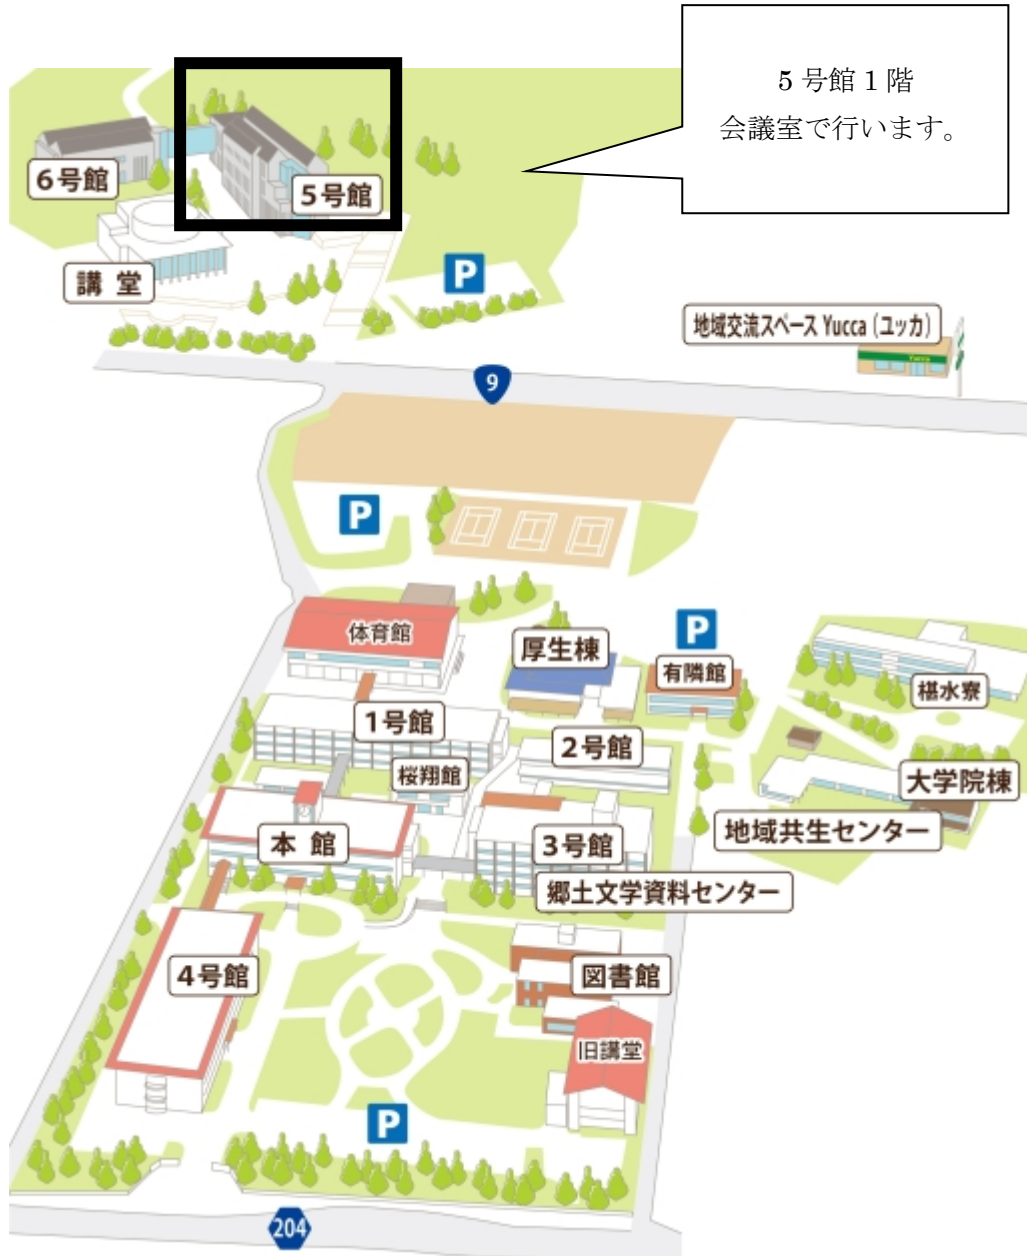 5 号館 1 階
会議室で行います。
6号館
5号館
講 堂
P
地域交流スペース Yucca（ユッカ）
Yucca
9
P
体育館
厚生棟
P
有隣館
椹水寮
1号館
2号館
桜翔館
大学院棟
地域共生センター
本 館
3号館
郷土文学資料センター
4号館
図書館
旧講堂
P
204